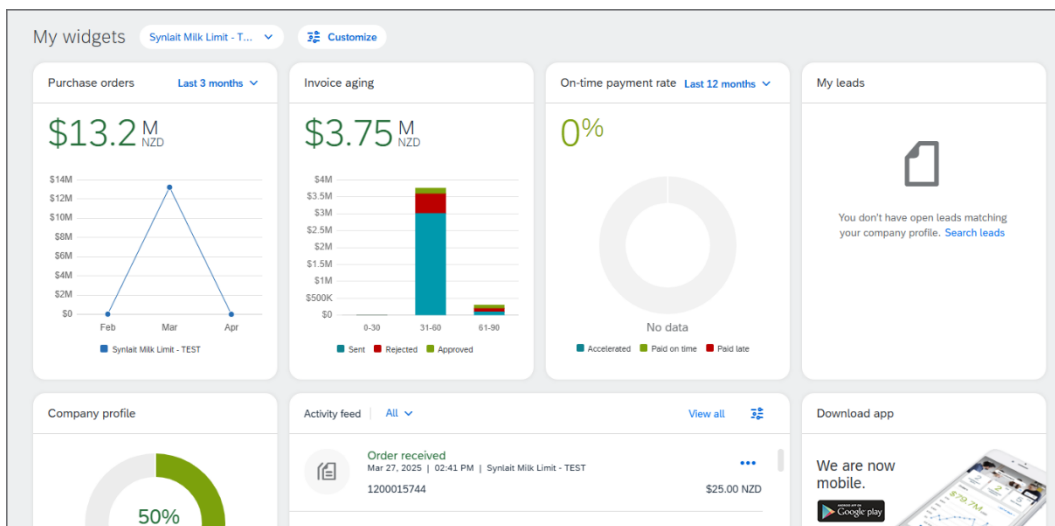 My widgets
Synlait Milk Limit - T...
Customize
Purchase orders
Last 3 months
$13.2 M
NZD
$14M
$12M
$10M
$8M
$6M
$4M
$2M
$0
Feb Mar Apr
Synlait Milk Limit - TEST
Invoice aging
$3.75 M
NZD
$4M
$3.5M
$3M
$2.5M
$2M
$1.5M
$1M
$500K
$0
0-30 31-60 61-90
Sent Rejected Approved
On-time payment rate
Last 12 months
0%
No data
Accelerated Paid on time Paid late
My leads
You don't have open leads matching
your company profile. Search leads
Company profile
50%
Activity feed
All
View all
Order received
Mar 27, 2025 | 02:41 PM | Synlait Milk Limit - TEST
1200015744
$25.00 NZD
Download app
We are now
mobile.
Google play
$79.7M